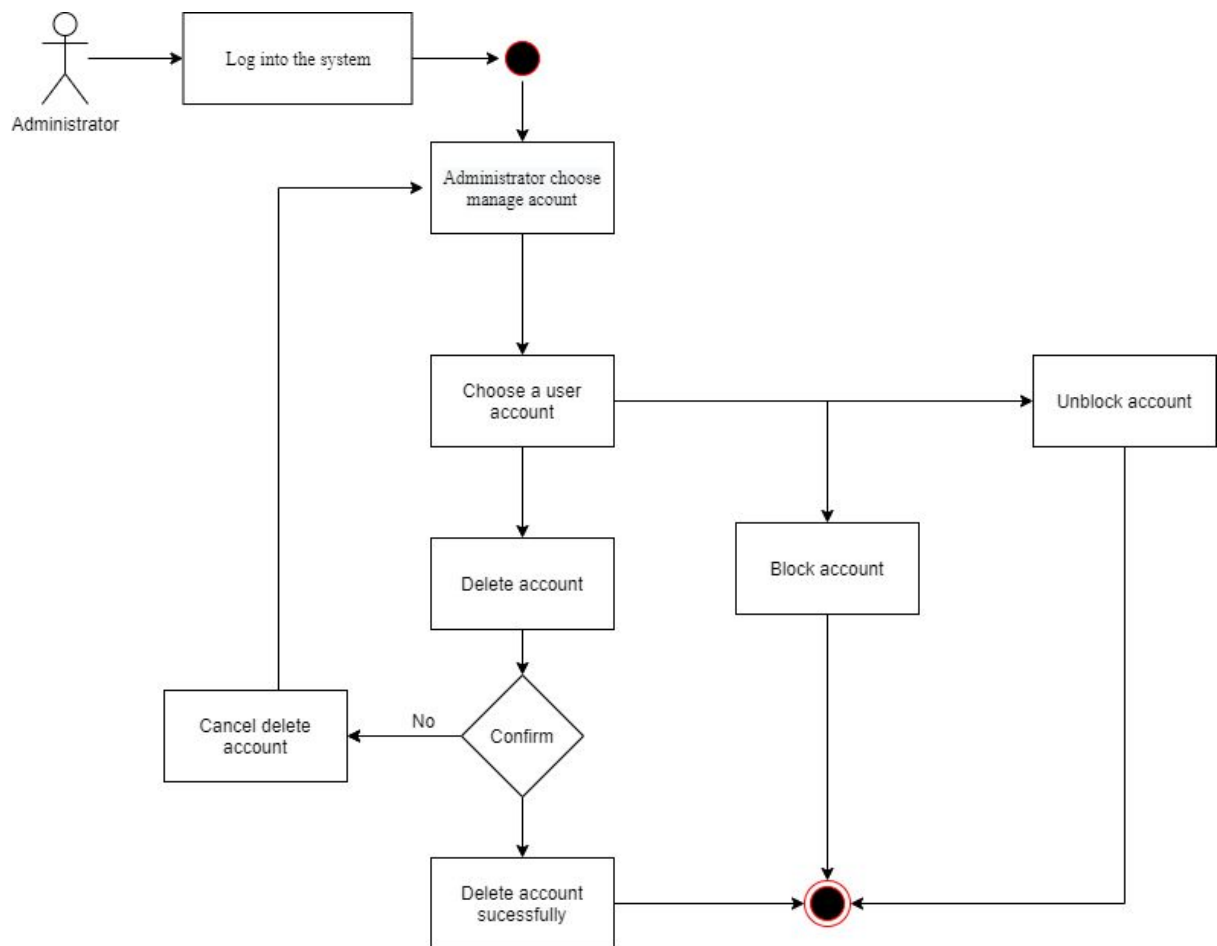 Log into the system
Administrator
Administrator choose
manage acount
Choose a user
account
Unblock account
Delete account
Block account
Cancel delete
account
No
Confirm
Delete account
sucessfully